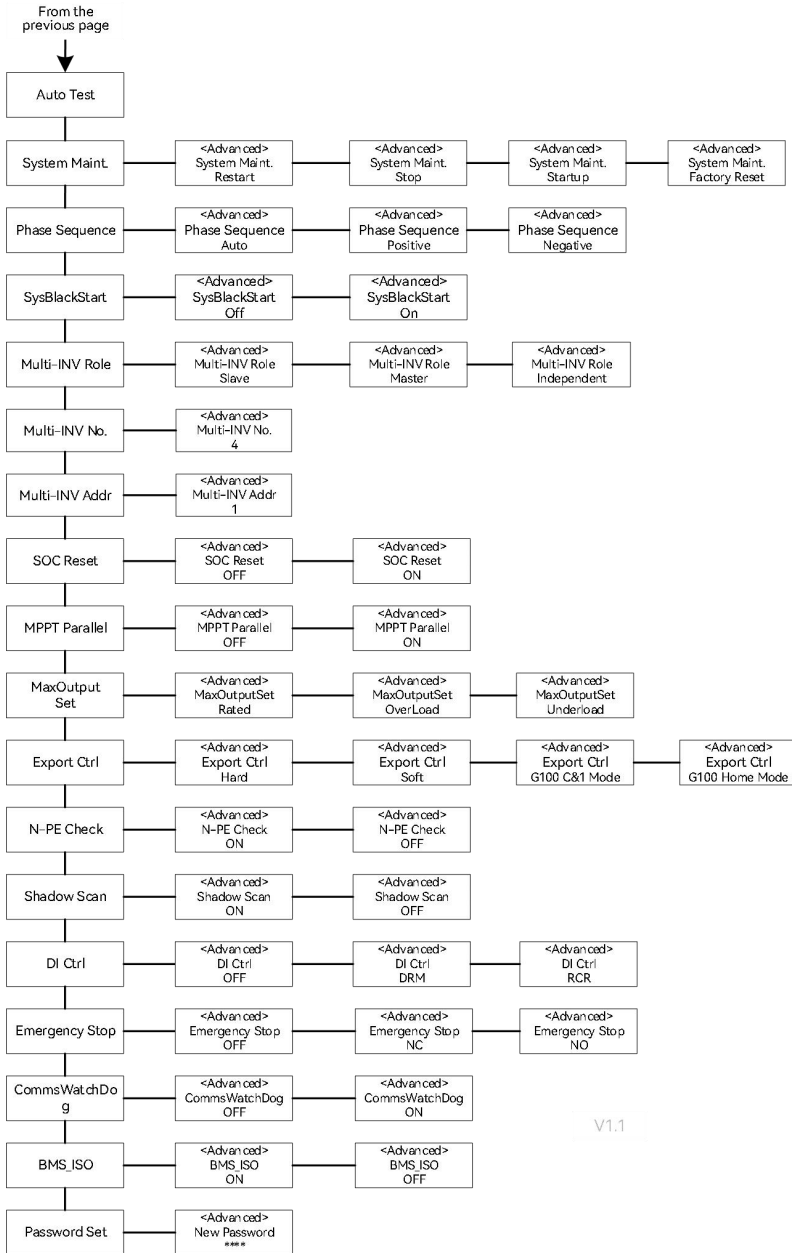 From the
previous page
Auto Test
System Maint.
<Advanced>
System Maint.
Restart
<Advanced>
System Maint.
Stop
<Advanced>
System Maint.
Startup
<Advanced>
System Maint.
Factory Reset
Phase Sequence
<Advanced>
Phase Sequence
Auto
<Advanced>
Phase Sequence
Positive
<Advanced>
Phase Sequence
Negative
SysBlackStart
<Advanced>
SysBlackStart
Off
<Advanced>
SysBlackStart
On
Multi-INV Role
<Advanced>
Multi-INV Role
Slave
<Advanced>
Multi-INV Role
Master
<Advanced>
Multi-INV Role
Independent
Multi-INV No.
<Advanced>
Multi-INV No.
4
Multi-INV Addr
<Advanced>
Multi-INV Addr
1
SOC Reset
<Advanced>
SOC Reset
OFF
<Advanced>
SOC Reset
ON
MPPT Parallel
<Advanced>
MPPT Parallel
OFF
<Advanced>
MPPT Parallel
ON
MaxOutput
Set
<Advanced>
MaxOutputSet
Rated
<Advanced>
MaxOutputSet
OverLoad
<Advanced>
MaxOutputSet
Underload
Export Ctrl
<Advanced>
Export Ctrl
Hard
<Advanced>
Export Ctrl
Soft
<Advanced>
Export Ctrl
G100 C&1 Mode
<Advanced>
Export Ctrl
G100 Home Mode
N-PE Check
<Advanced>
N-PE Check
ON
<Advanced>
N-PE Check
OFF
Shadow Scan
<Advanced>
Shadow Scan
ON
<Advanced>
Shadow Scan
OFF
DI Ctrl
<Advanced>
DI Ctrl
OFF
<Advanced>
DI Ctrl
DRM
<Advanced>
DI Ctrl
RCR
Emergency Stop
<Advanced>
Emergency Stop
OFF
<Advanced>
Emergency Stop
NC
<Advanced>
Emergency Stop
NO
CommsWatchDo
g
<Advanced>
CommsWatchDog
OFF
<Advanced>
CommsWatchDog
ON
V1.1
BMS_ISO
<Advanced>
BMS_ISO
ON
<Advanced>
BMS_ISO
OFF
Password Set
<Advanced>
New Password
****